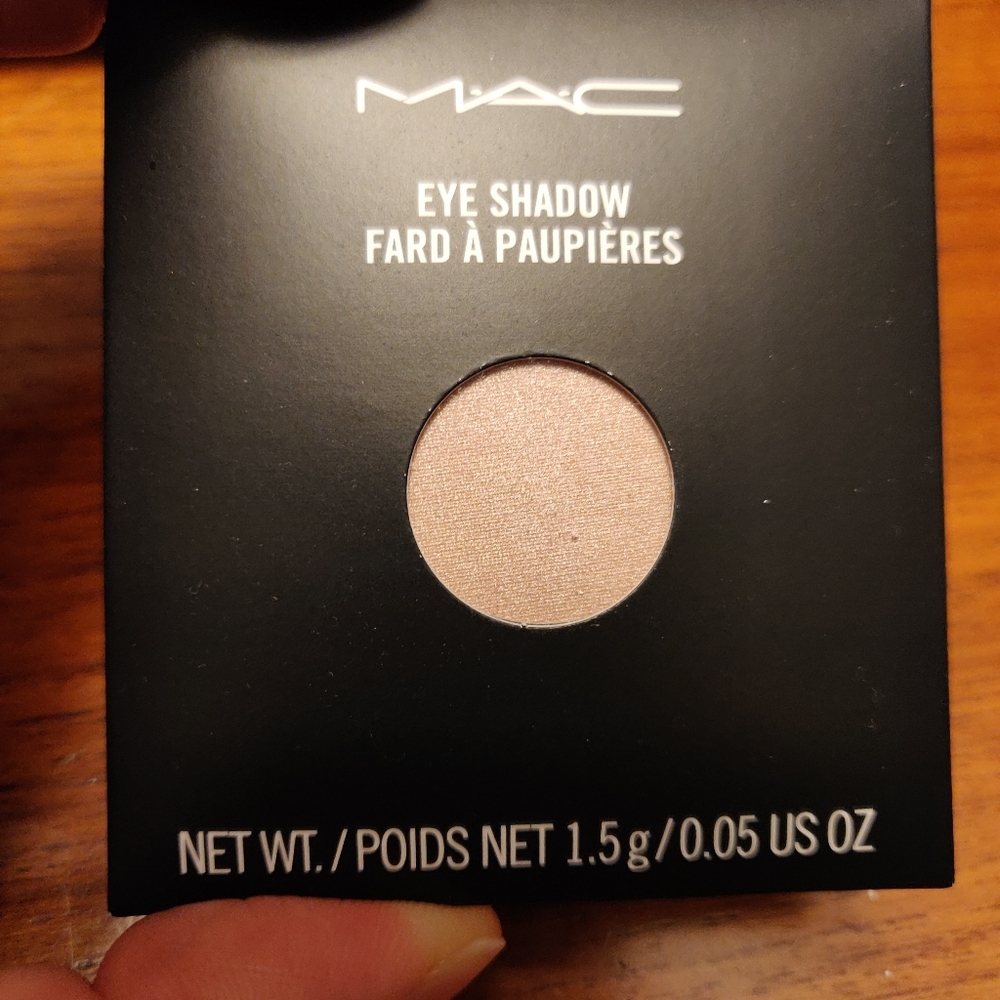 M·A·C
EYE SHADOW
FARD À PAUPIÈRES
NET WT. / POIDS NET 1.5 g / 0.05 US OZ